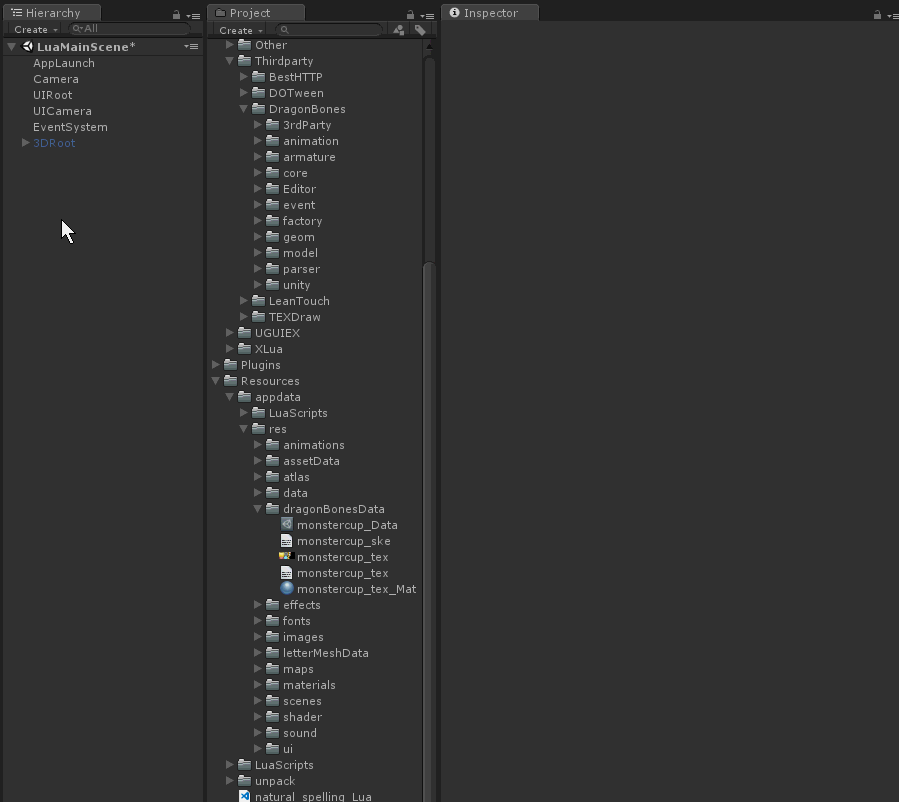 Hierarchy
Create
All
LuaMainScene*
AppLaunch
Camera
UIRoot
UICamera
EventSystem
3DRoot
Project
Create
Other
Thirdparty
BestHTTP
DOTween
DragonBones
3rdParty
animation
armature
core
Editor
event
factory
geom
model
parser
unity
LeanTouch
TEXDraw
UGUIEX
XLua
Plugins
Resources
appdata
LuaScripts
res
animations
assetData
atlas
data
dragonBonesData
monstercup_Data
monstercup_ske
monstercup_tex
monstercup_tex
monstercup_tex_Mat
effects
fonts
images
letterMeshData
maps
materials
scenes
shader
sound
ui
LuaScripts
unpack
natural_spelling_Lua
Inspector